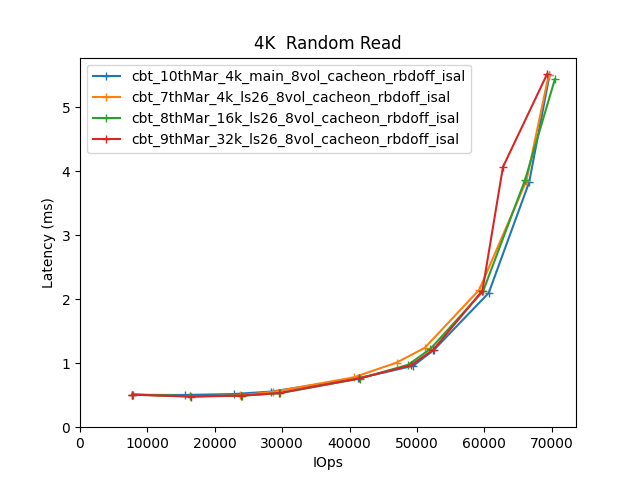 4K  Random Read
cbt_10thMar_4k_main_8vol_cacheon_rbdoff_isal
cbt_7thMar_4k_ls26_8vol_cacheon_rbdoff_isal
cbt_8thMar_16k_ls26_8vol_cacheon_rbdoff_isal
cbt_9thMar_32k_ls26_8vol_cacheon_rbdoff_isal
Latency (ms)
5
4
3
2
1
0
0 10000 20000 30000 40000 50000 60000 70000
IOps